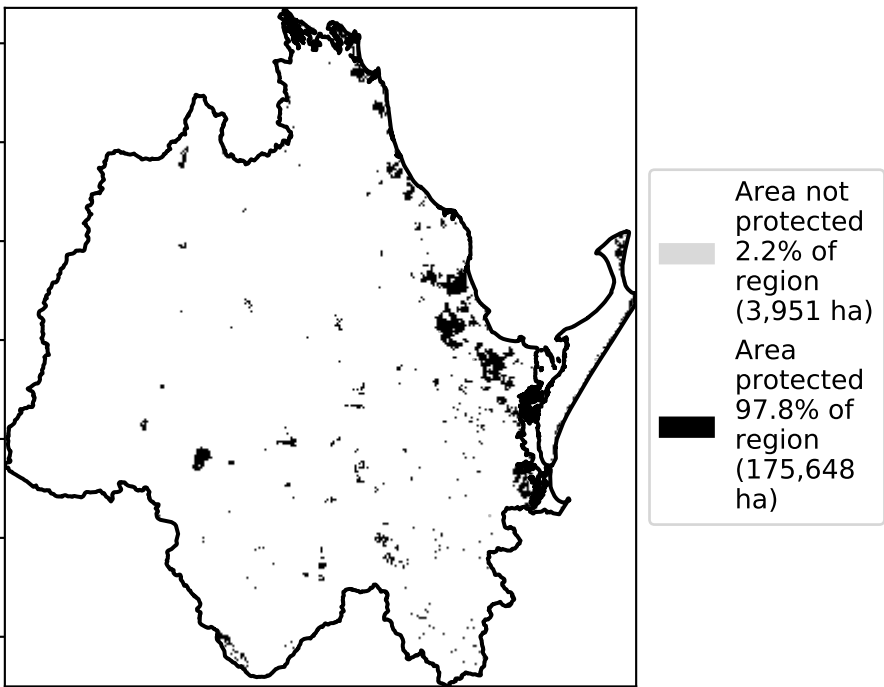 Area not
protected
2.2% of
region
(3,951 ha)
Area
protected
97.8% of
region
(175,648
ha)